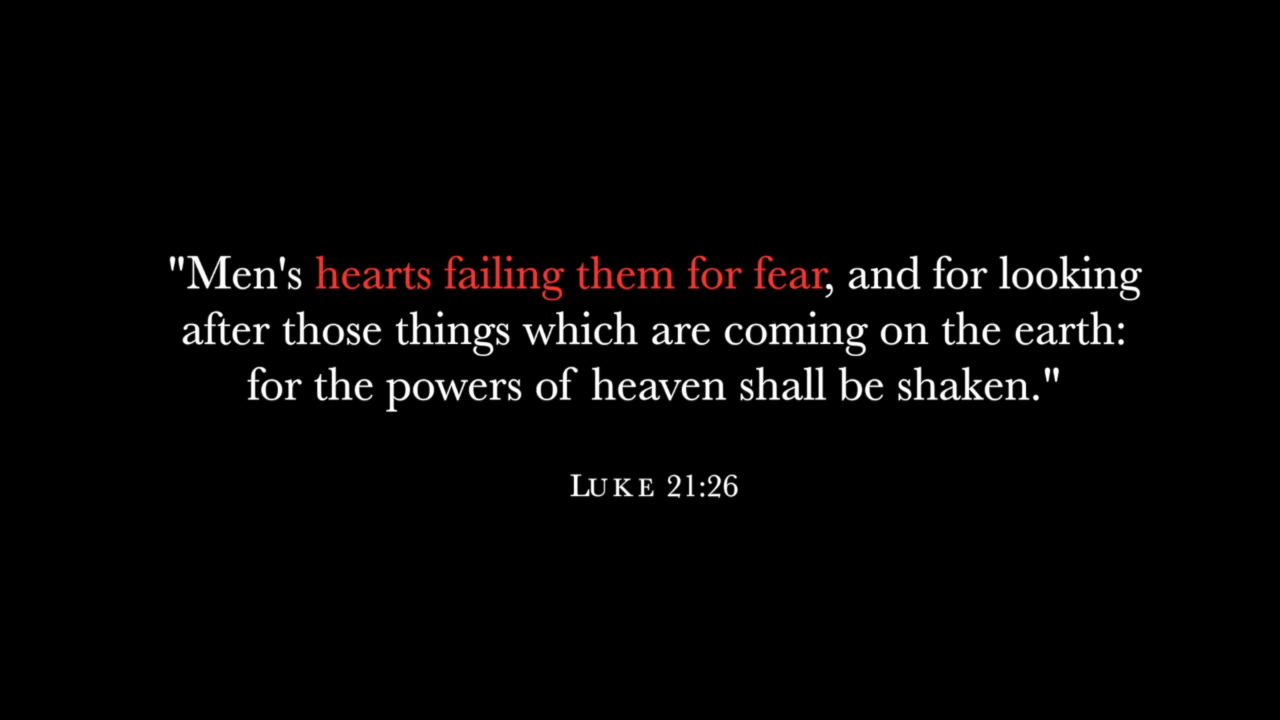 "Men's hearts failing them for fear, and for looking
after those things which are coming on the earth:
for the powers of heaven shall be shaken."
LUKE 21:26